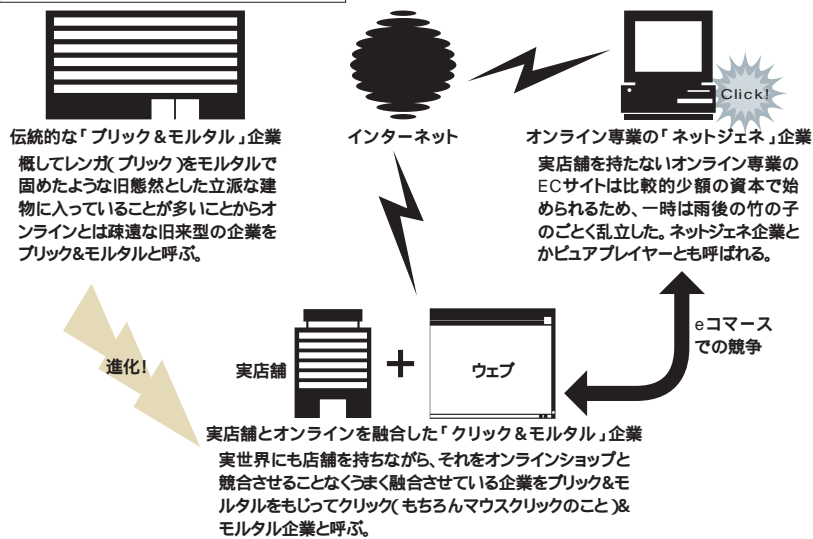 伝統的な「ブリック&モルタル」企業
概してレンガ(ブリック)をモルタルで
固めたような旧態然とした立派な建
物に入っていることが多いことからオ
ンラインとは疎遠な旧来型の企業を
ブリック&モルタルと呼ぶ。
インターネット
Click!
オンライン専業の「ネットジェネ」企業
実店舗を持たないオンライン専業の
ECサイトは比較的少額の資本で始
められるため、一時は雨後の竹の子
のごとく乱立した。ネットジェネ企業と
かピュアプレイヤーとも呼ばれる。
進化!
実店舗
+
ウェブ
eコマース
での競争
実店舗とオンラインを融合した「クリック&モルタル」企業
実世界にも店舗を持ちながら、それをオンラインショップと
競合させることなくうまく融合させている企業をブリック&モ
ルタルをもじってクリック(もちろんマウスクリックのこと)&
モルタル企業と呼ぶ。